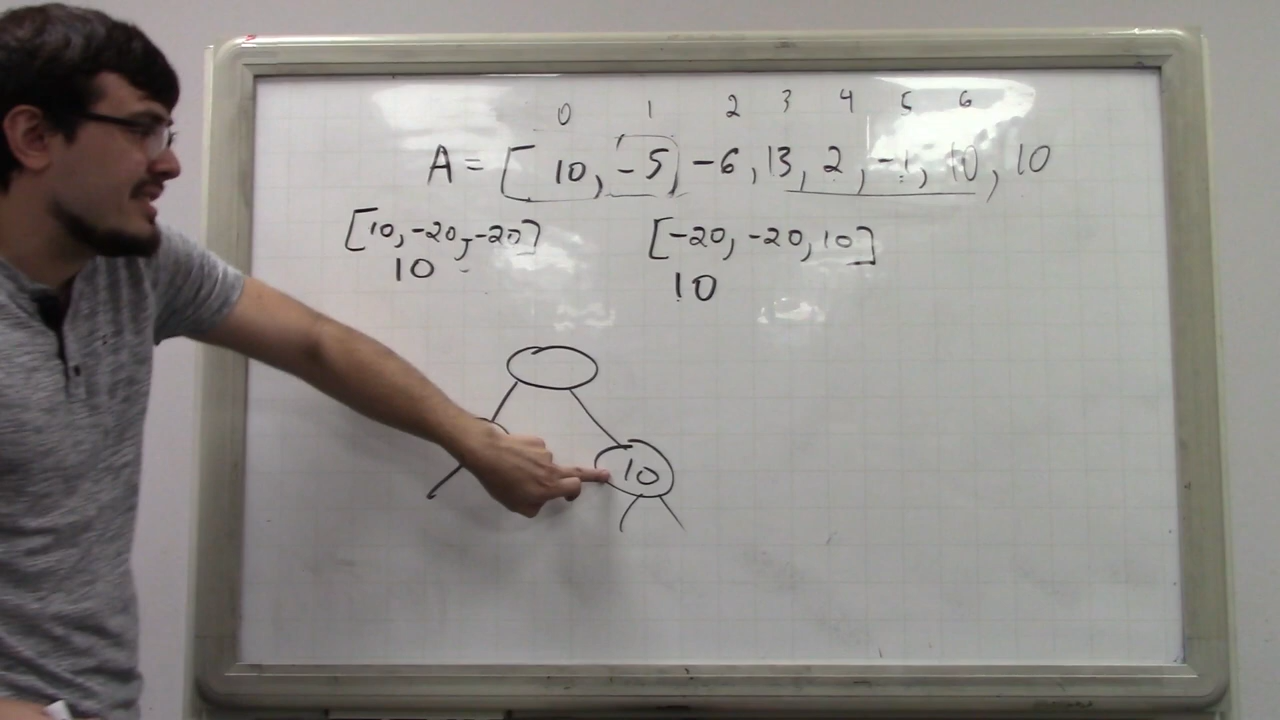 0 1 2 3 4 5 6
A = [ 10, -5, -6, 13, 2, -1, 10, 10
[10, -20, -20] [-20, -20, 10]
10 10
10